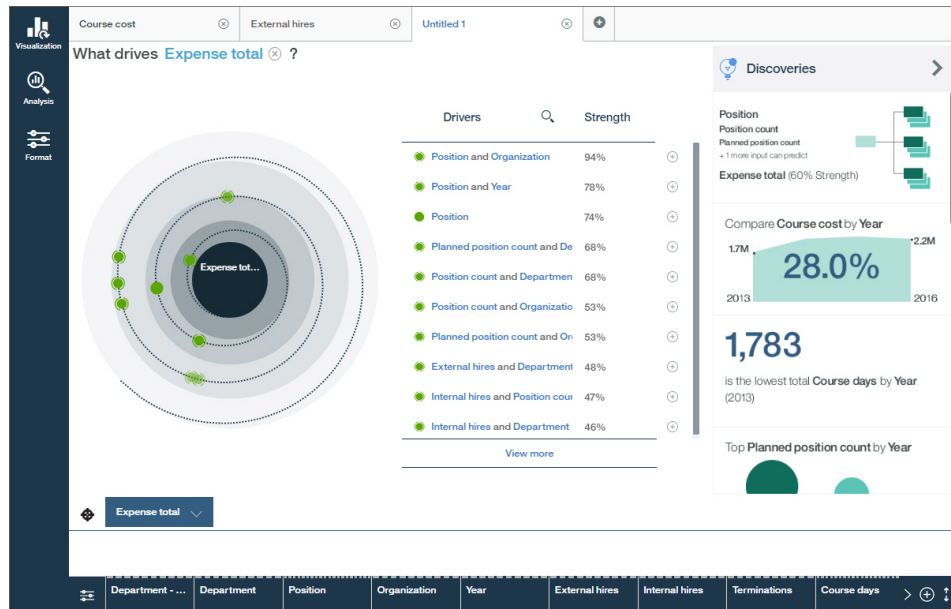 Course cost
External hires
Untitled 1
Visualization
Analysis
Format
What drives Expense total ?
Expense tot...
Drivers Strength
Position and Organization 94%
Position and Year 78%
Position 74%
Planned position count and De 68%
Position count and Departmen 68%
Position count and Organizatio 53%
Planned position count and Or 53%
External hires and Department 48%
Internal hires and Position coun 47%
Internal hires and Department 46%
View more
Discoveries
Position
Position count
Planned position count
+ 1 more input can predict
Expense total (60% Strength)
Compare Course cost by Year
1.7M
2.2M
28.0%
2013
2016
1,783
is the lowest total Course days by Year
(2013)
Top Planned position count by Year
Expense total
Department - ...
Department
Position
Organization
Year
External hires
Internal hires
Terminations
Course days